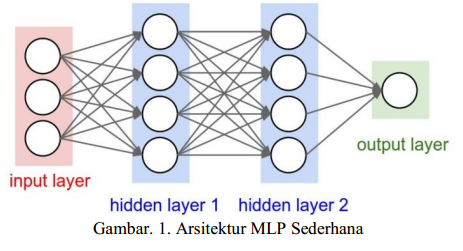 input layer
hidden layer 1
hidden layer 2
output layer
Gambar. 1. Arsitektur MLP Sederhana